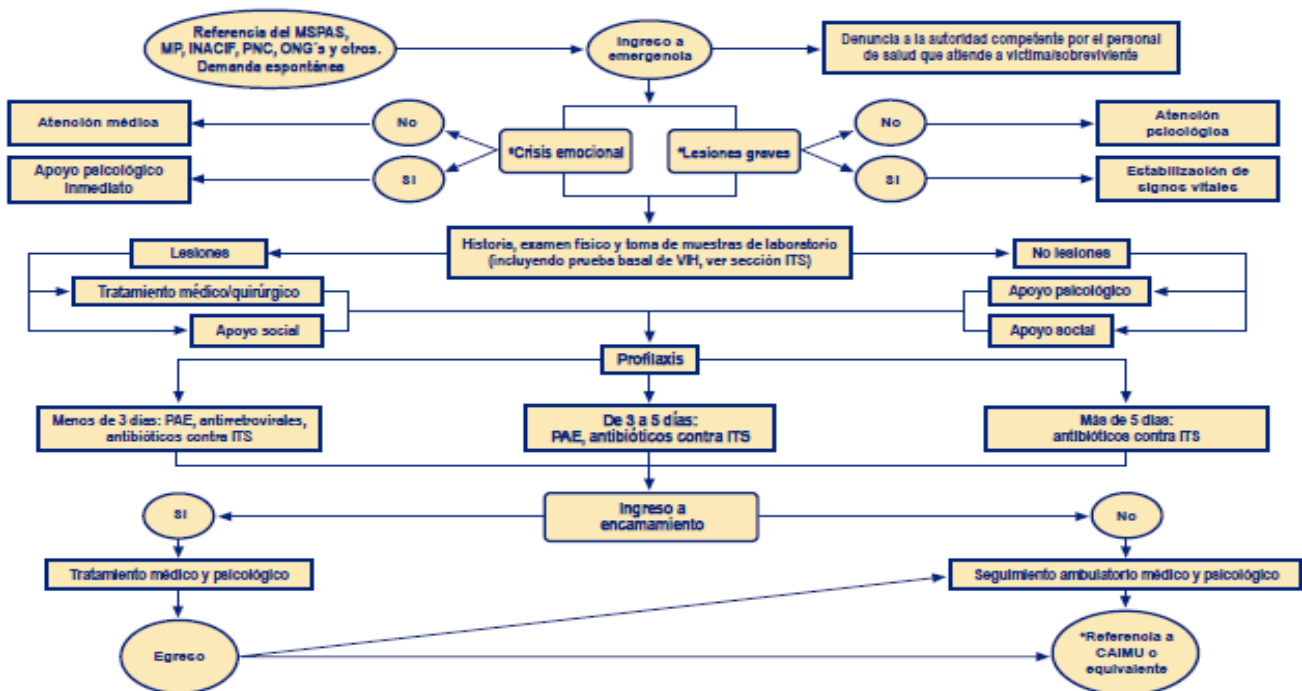 Referencia del MSPAS,
MP, INACIF, PNC, ONG´s y otros.
Demanda espontánea
Ingreso a
emergencia
Denuncia a la autoridad competente por el personal
de salud que atiende a víctima/sobreviviente
Atención médica
No
*Crisis emocional
*Lesiones graves
No
Atención
psicológica
Apoyo psicológico
inmediato
SI
SI
Estabilización de
signos vitales
Historia, examen físico y toma de muestras de laboratorio
(incluyendo prueba basal de VIH, ver sección ITS)
Lesiones
No lesiones
Tratamiento médico/quirúrgico
Apoyo psicológico
Apoyo social
Apoyo social
Profilaxis
Menos de 3 días: PAE, antirretrovirales,
antibióticos contra ITS
De 3 a 5 días:
PAE, antibióticos contra ITS
Más de 5 días:
antibióticos contra ITS
SI
Ingreso a
encamamiento
No
Tratamiento médico y psicológico
Seguimiento ambulatorio médico y psicológico
Egreso
*Referencia a
CAIMU o
equivalente